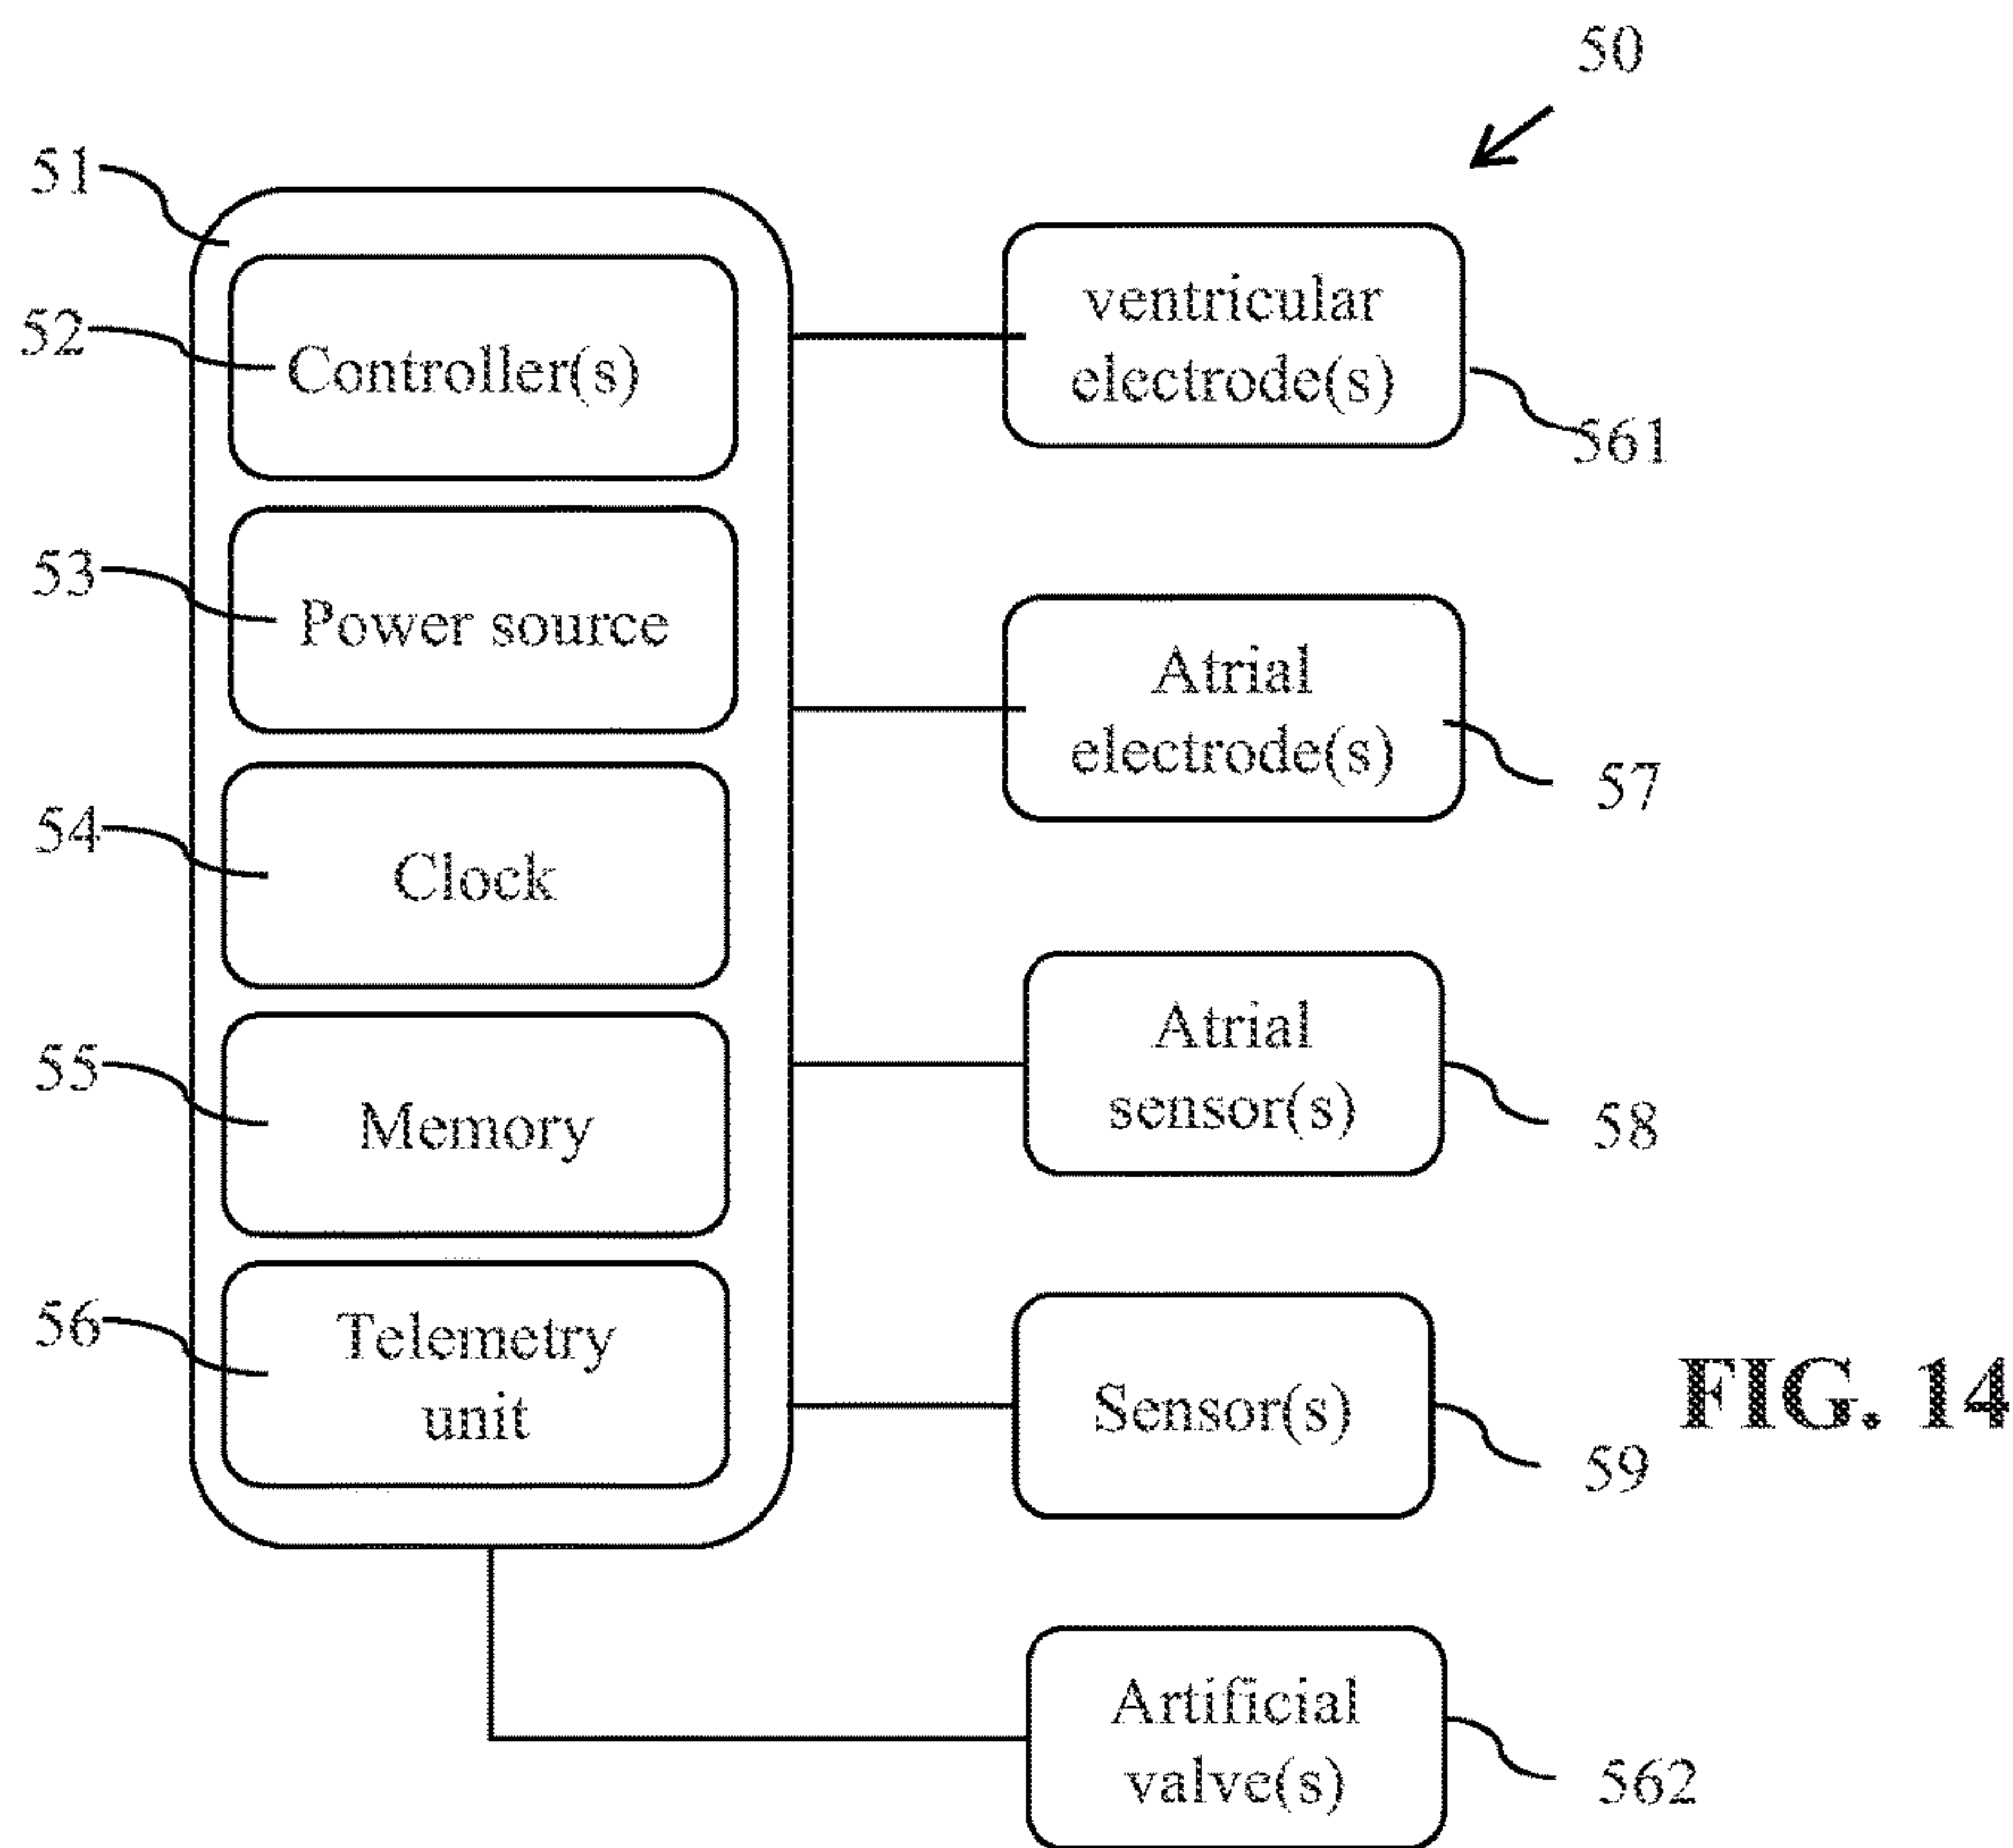 50
51
52
Controller(s)
ventricular
electrode(s)
561
53
Power source
Atrial
electrode(s)
57
54
Clock
Atrial
sensor(s)
58
55
Memory
56
Telemetry
unit
Sensor(s)
59
FIG. 14
Artificial
valve(s)
562